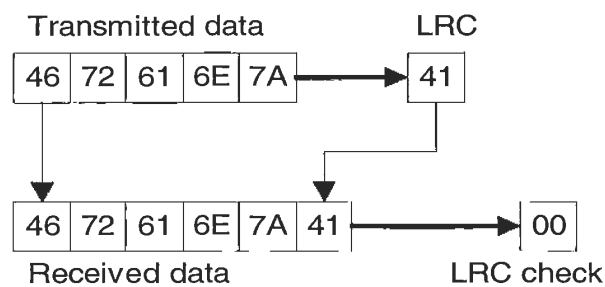 Transmitted data LRC
46 72 61 6E 7A 41
46 72 61 6E 7A 41 00
Received data LRC check